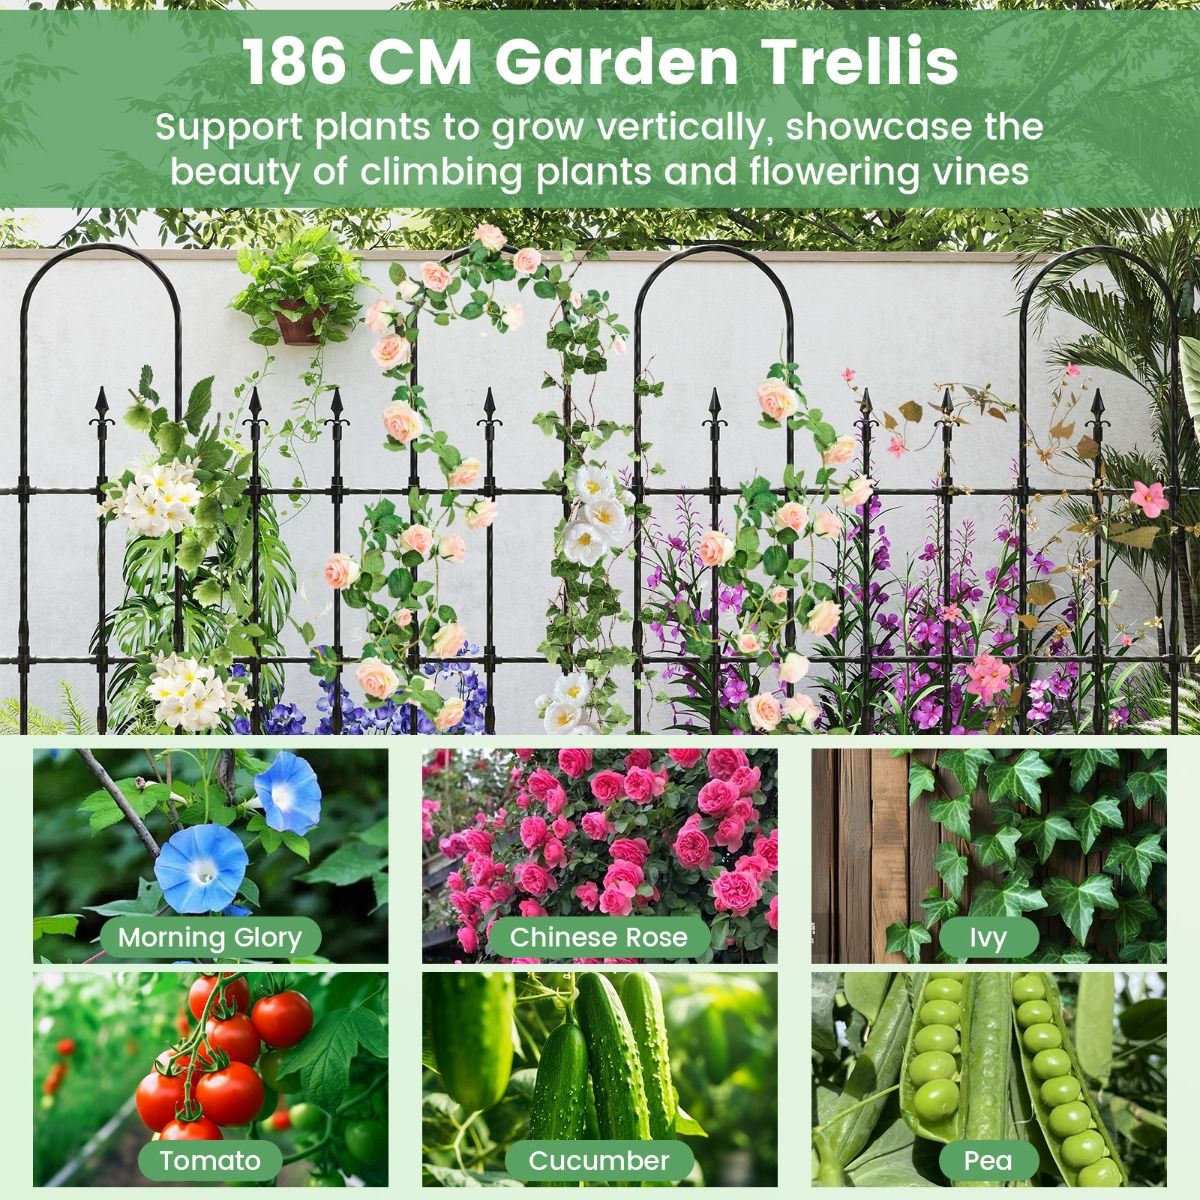 186 CM Garden Trellis
Support plants to grow vertically, showcase the
beauty of climbing plants and flowering vines
Morning Glory
Chinese Rose
Ivy
Tomato
Cucumber
Pea